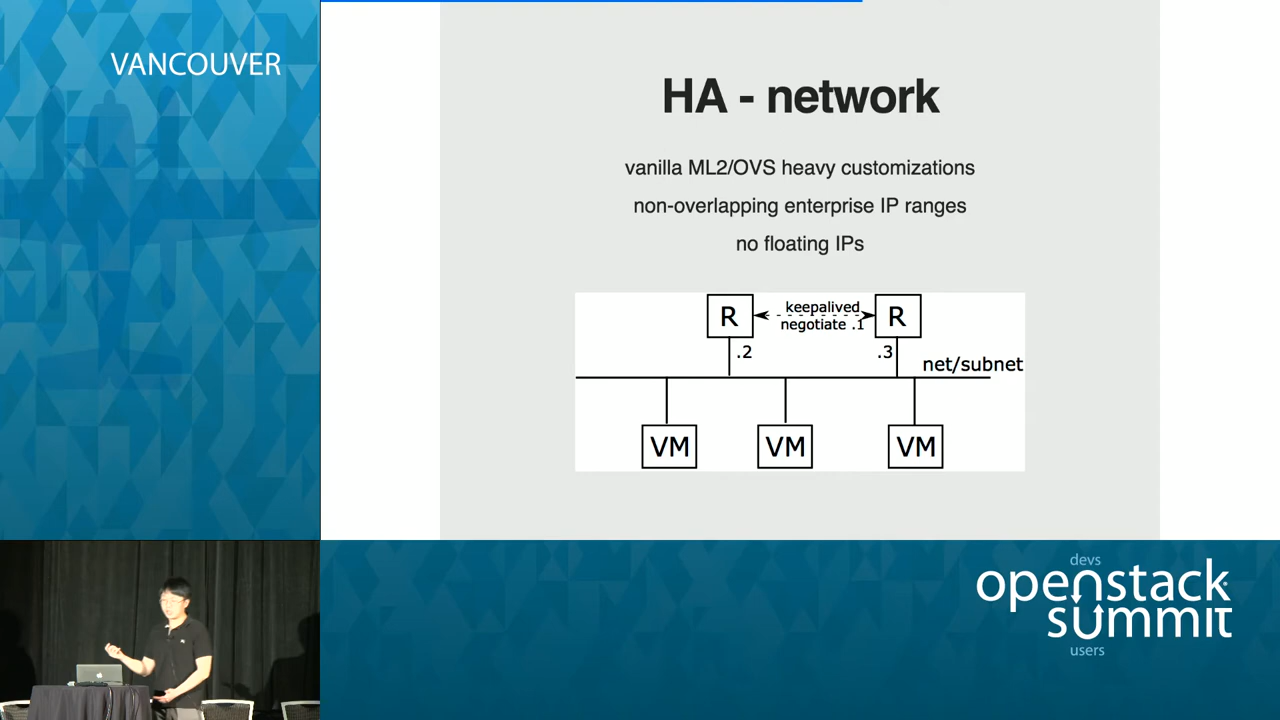 VANCOUVER
HA - network
vanilla ML2/OVS heavy customizations
non-overlapping enterprise IP ranges
no floating IPs
R
keepalived
negotiate .1
R
.2
.3
net/subnet
VM
VM
VM
devs
openstack
summit
users